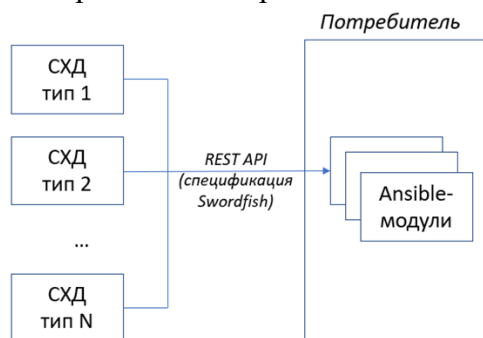 Потребитель
СХД
тип 1
СХД
тип 2
...
СХД
тип N
REST API
(спецификация
Swordfish)
Ansible-
модули